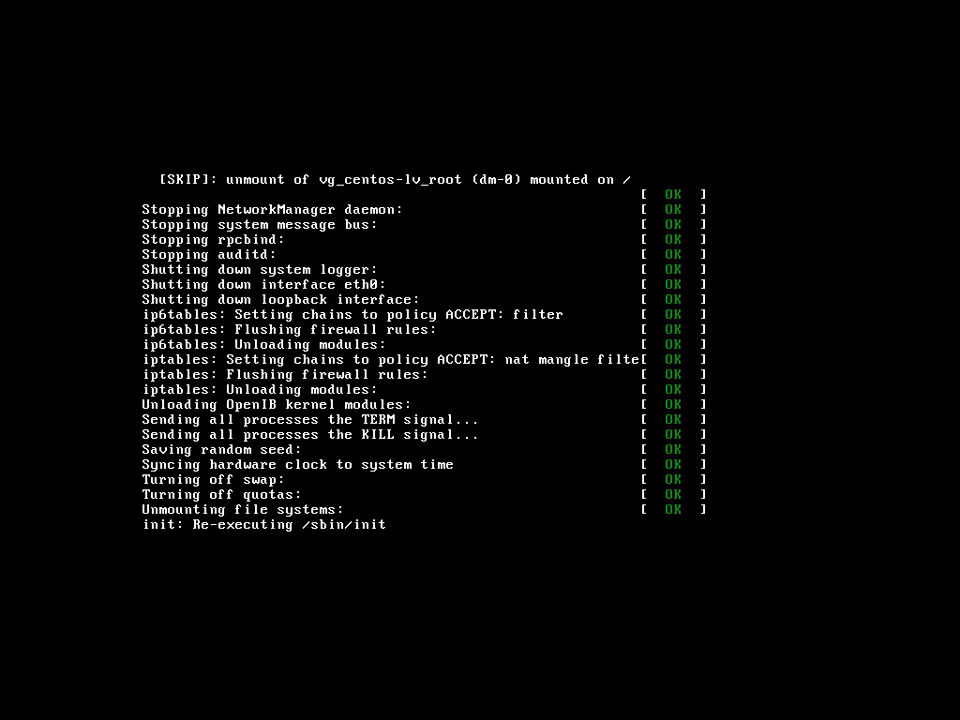 [SKIP]: unmount of vg_centos-lv_root (dm-0) mounted on /
[  OK  ]
Stopping NetworkManager daemon: [  OK  ]
Stopping system message bus: [  OK  ]
Stopping rpcbind: [  OK  ]
Stopping auditd: [  OK  ]
Shutting down system logger: [  OK  ]
Shutting down interface eth0: [  OK  ]
Shutting down loopback interface: [  OK  ]
ip6tables: Setting chains to policy ACCEPT: filter [  OK  ]
ip6tables: Flushing firewall rules: [  OK  ]
ip6tables: Unloading modules: [  OK  ]
iptables: Setting chains to policy ACCEPT: nat mangle filte[  OK  ]
iptables: Flushing firewall rules: [  OK  ]
iptables: Unloading modules: [  OK  ]
Unloading OpenIB kernel modules: [  OK  ]
Sending all processes the TERM signal... [  OK  ]
Sending all processes the KILL signal... [  OK  ]
Saving random seed: [  OK  ]
Syncing hardware clock to system time [  OK  ]
Turning off swap: [  OK  ]
Turning off quotas: [  OK  ]
Unmounting file systems: [  OK  ]
init: Re-executing /sbin/init